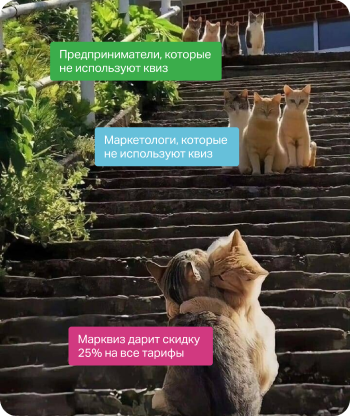 Предприниматели, которые
не используют квиз
Маркетологи, которые
не используют квиз
Марквиз дарит скидку
25% на все тарифы